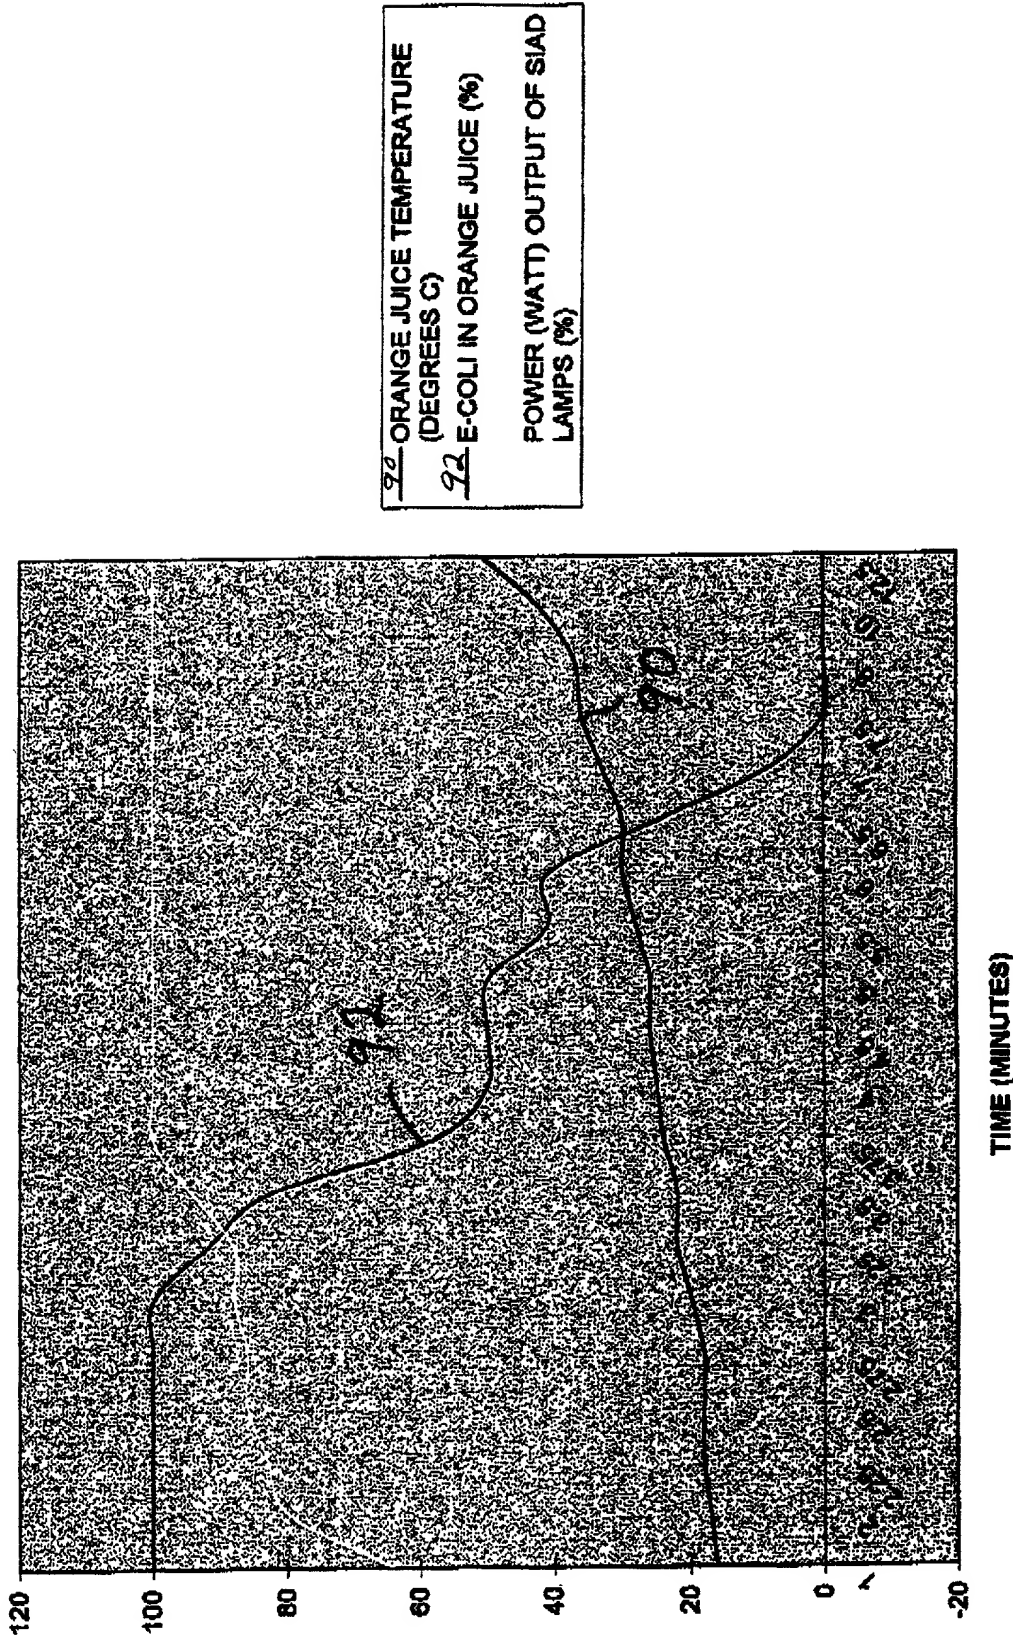 120
100
80
60
40
20
0
-20
92
90
TIME (MINUTES)
90 ORANGE JUICE TEMPERATURE
(DEGREES C)
92 E-COLI IN ORANGE JUICE (%)
POWER (WATT) OUTPUT OF SIAD
LAMPS (%)